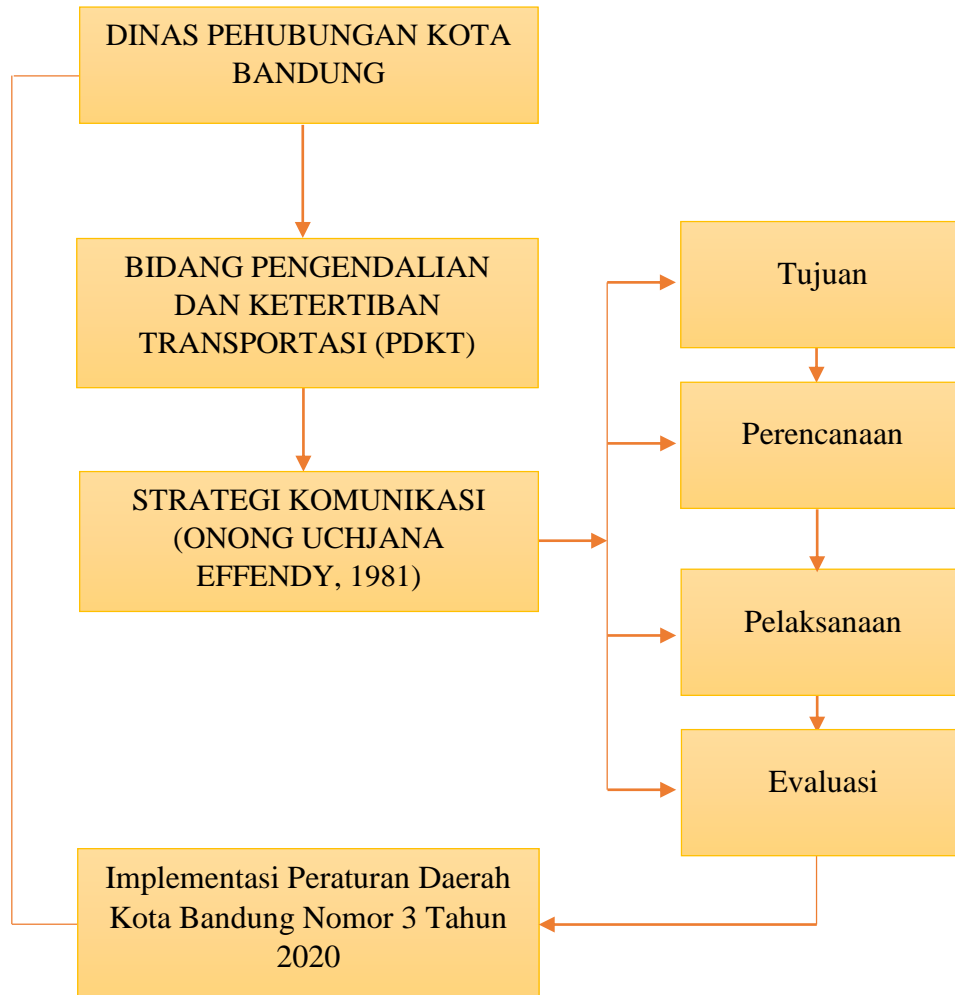 DINAS PEHUBUNGAN KOTA
BANDUNG
BIDANG PENGENDALIAN
DAN KETERTIBAN
TRANSPORTASI (PDKT)
STRATEGI KOMUNIKASI
(ONONG UCHJANA
EFFENDY, 1981)
Tujuan
Perencanaan
Pelaksanaan
Evaluasi
Implementasi Peraturan Daerah
Kota Bandung Nomor 3 Tahun
2020